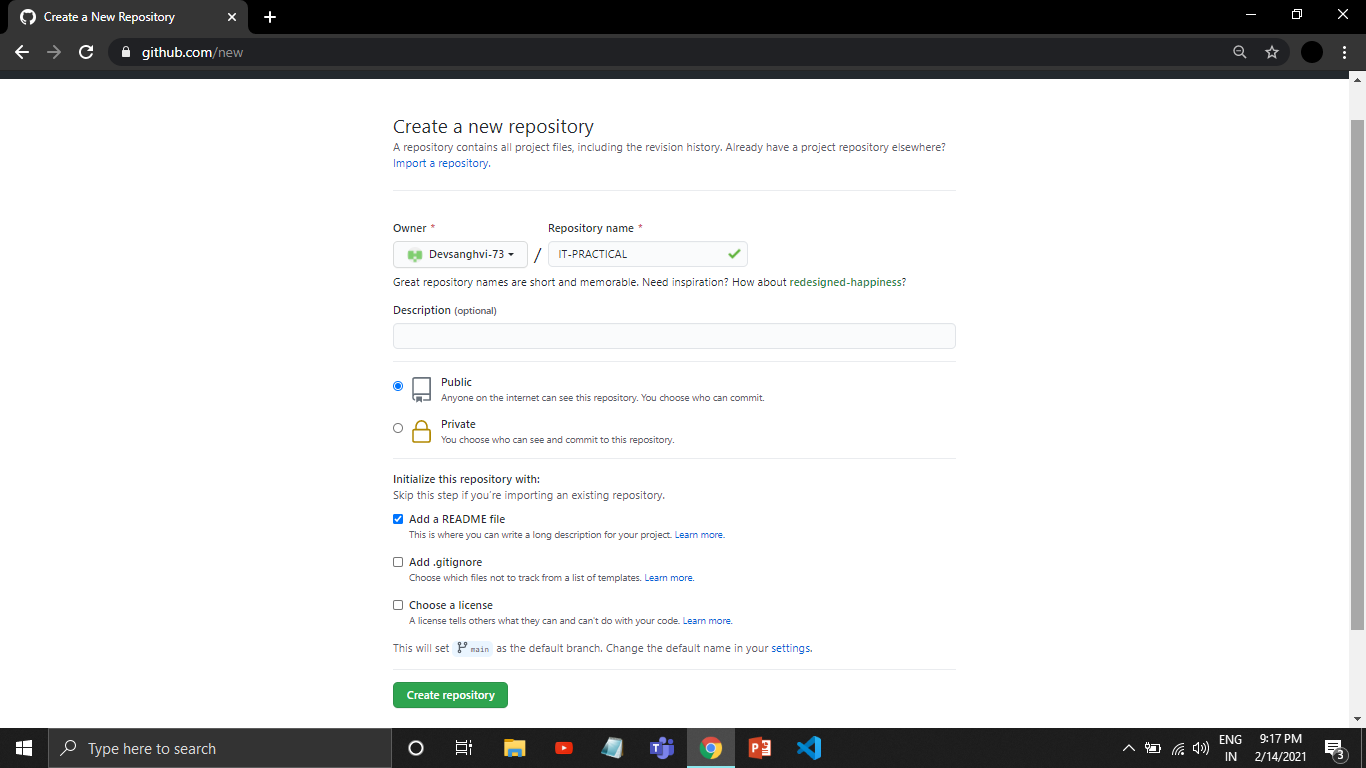 Create a New Repository
github.com/new
Create a new repository
A repository contains all project files, including the revision history. Already have a project repository elsewhere?
Import a repository.
Owner * Repository name *
Devsanghvi-73 / IT-PRACTICAL
Great repository names are short and memorable. Need inspiration? How about redesigned-happiness?
Description (optional)
Public
Anyone on the internet can see this repository. You choose who can commit.
Private
You choose who can see and commit to this repository.
Initialize this repository with:
Skip this step if you're importing an existing repository.
Add a README file
This is where you can write a long description for your project. Learn more.
Add .gitignore
Choose which files not to track from a list of templates. Learn more.
Choose a license
A license tells others what they can and can't do with your code. Learn more.
This will set main as the default branch. Change the default name in your settings.
Create repository
Type here to search
ENG 9:17 PM
IN 2/14/2021
3